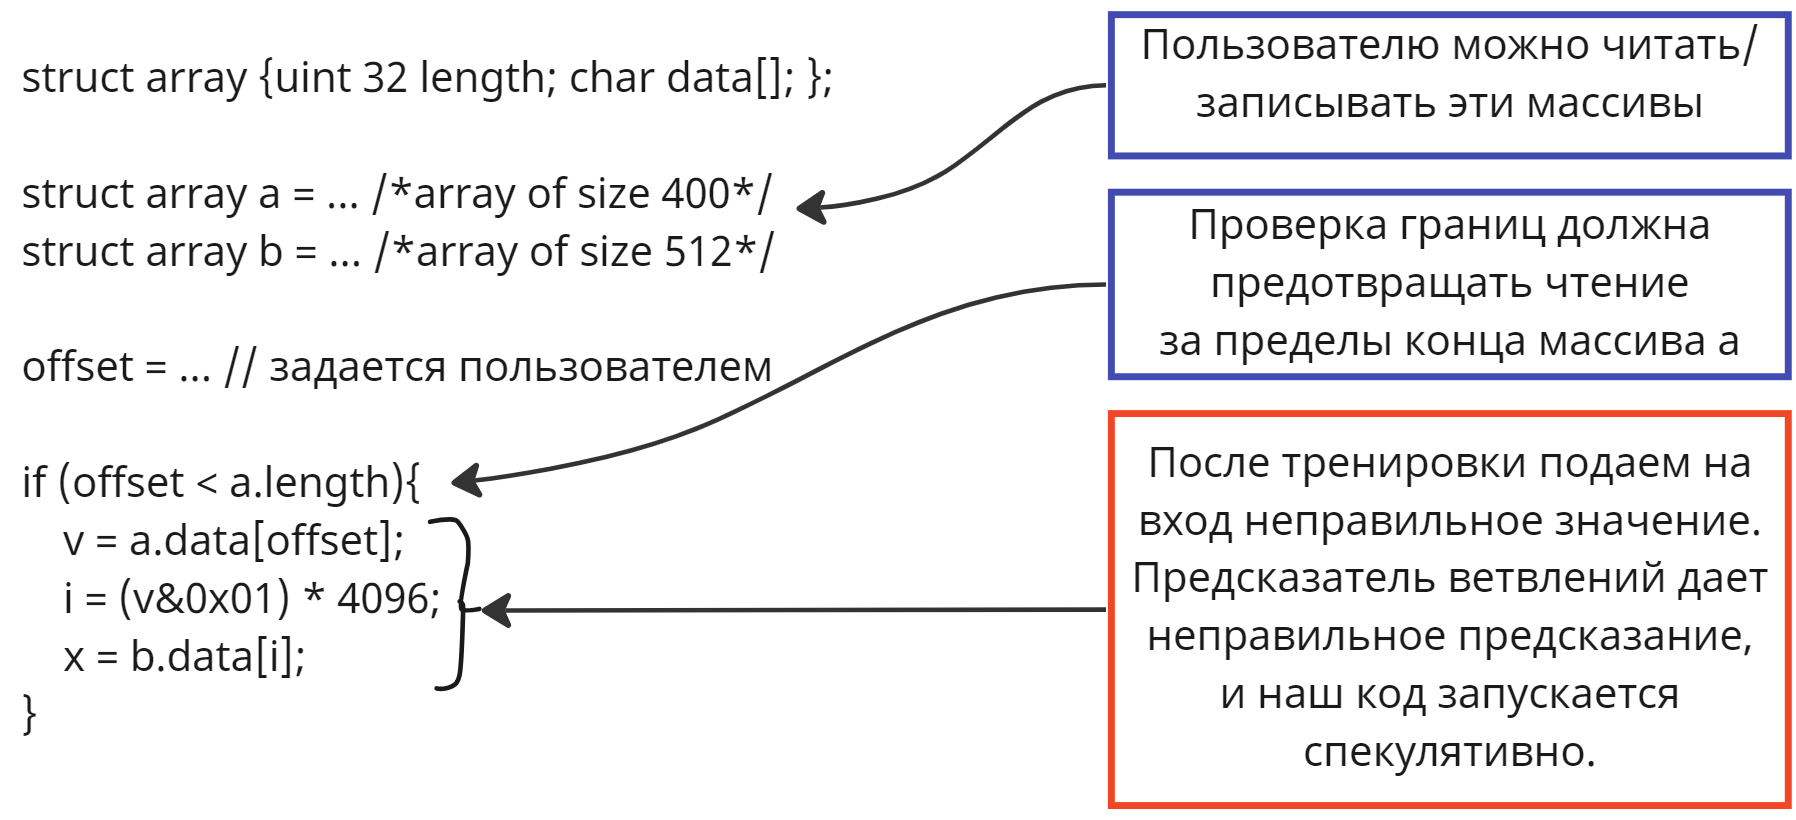 struct array {uint 32 length; char data[]; };
struct array a = ... /*array of size 400*/
struct array b = ... /*array of size 512*/
offset = ... // задается пользователем
if (offset < a.length){
v = a.data[offset];
i = (v&0x01) * 4096;
x = b.data[i];
}
Пользователю можно читать/
записывать эти массивы
Проверка границ должна
предотвращать чтение
за пределы конца массива а
После тренировки подаем на
вход неправильное значение.
Предсказатель ветвлений дает
неправильное предсказание,
и наш код запускается
спекулятивно.